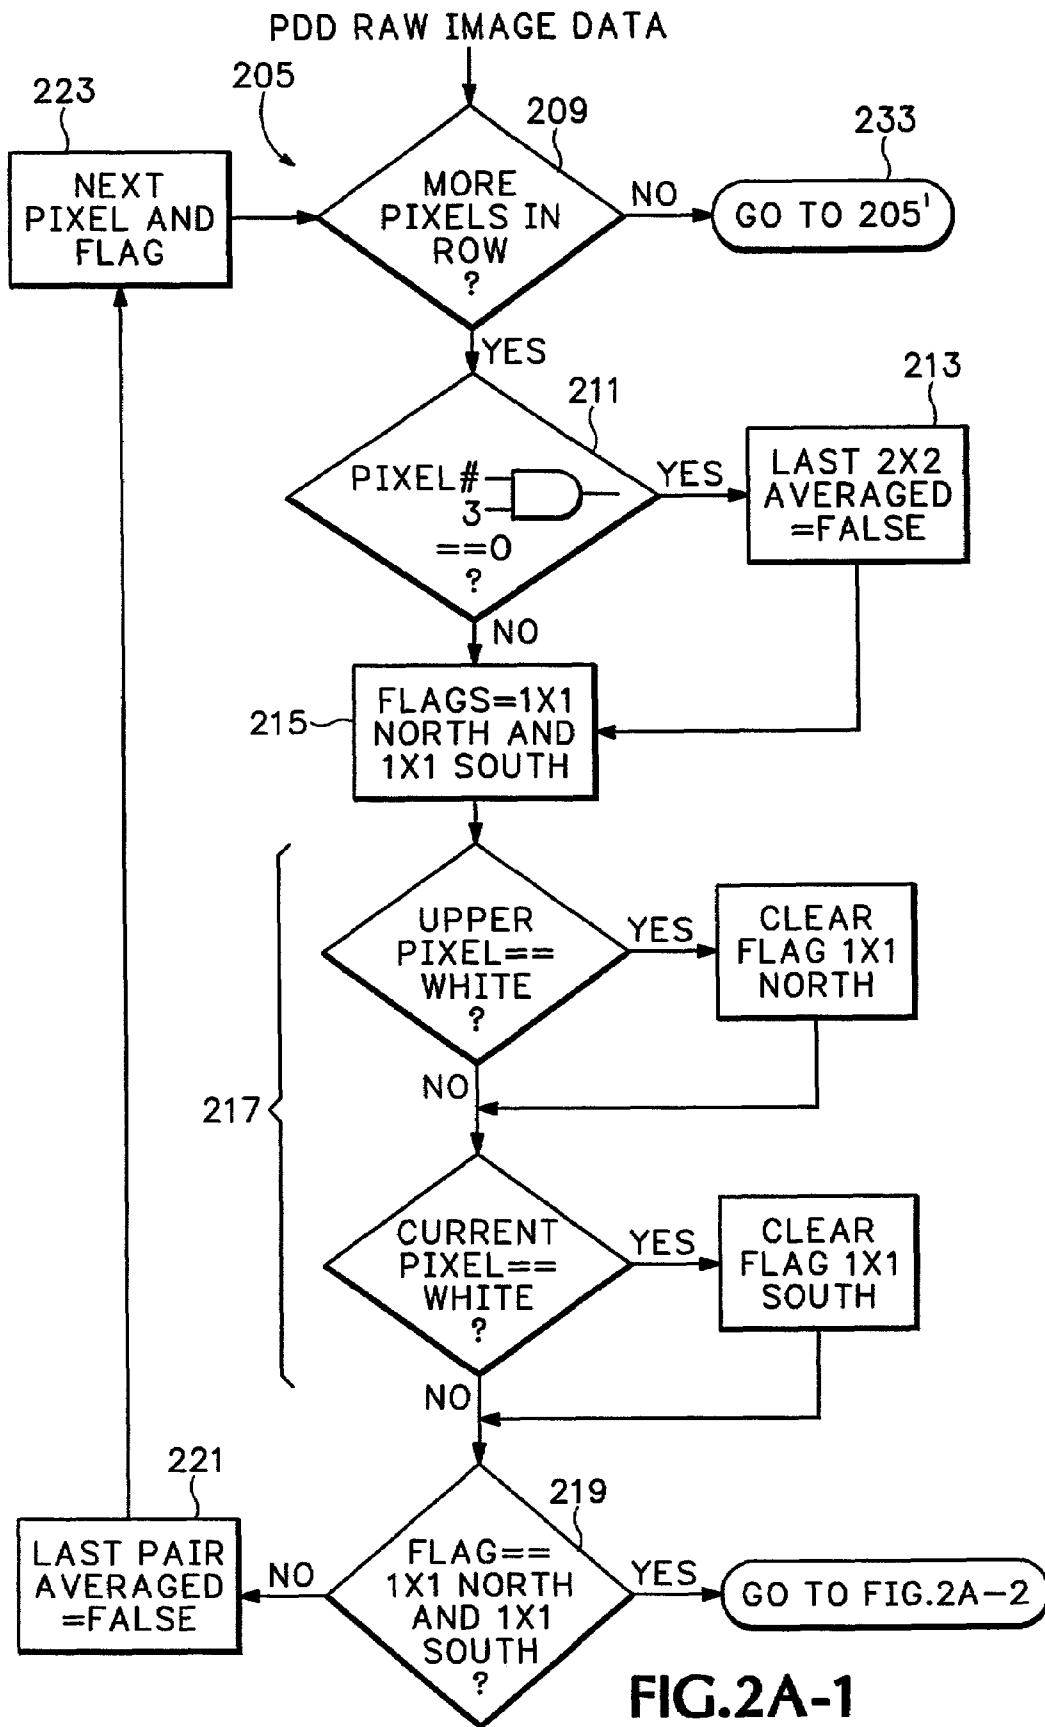 PDD RAW IMAGE DATA
223
205
209
233
NEXT
PIXEL AND
FLAG
MORE
PIXELS IN
ROW
?
NO
GO TO 205'
YES
211
213
PIXEL#
3
==0
?
YES
LAST 2X2
AVERAGED
=FALSE
NO
215
FLAGS=1X1
NORTH AND
1X1 SOUTH
UPPER
PIXEL==
WHITE
?
YES
CLEAR
FLAG 1X1
NORTH
NO
217
CURRENT
PIXEL==
WHITE
?
YES
CLEAR
FLAG 1X1
SOUTH
NO
221
219
LAST PAIR
AVERAGED
=FALSE
NO
FLAG==
1X1 NORTH
AND 1X1
SOUTH
?
YES
GO TO FIG.2A-2
FIG.2A-1